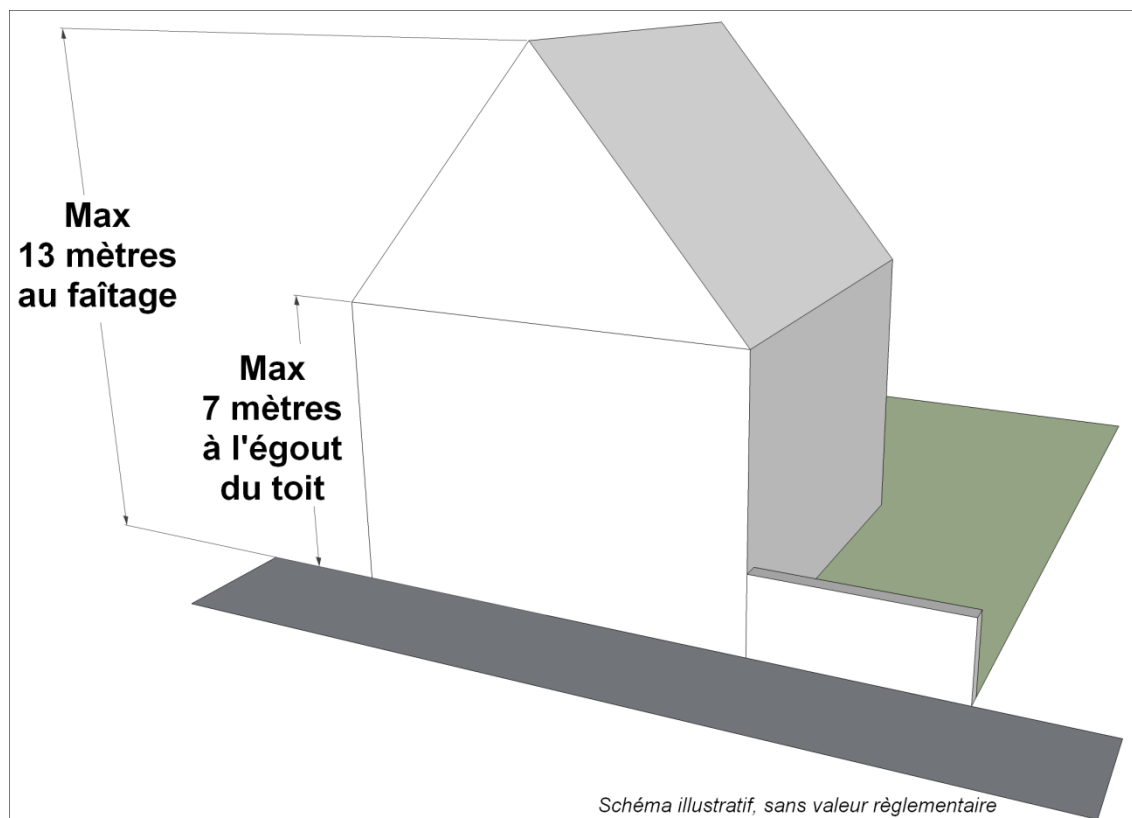 Max
13 mètres
au faîtage
Max
7 mètres
à l'égout
du toit
Schéma illustratif, sans valeur règlementaire